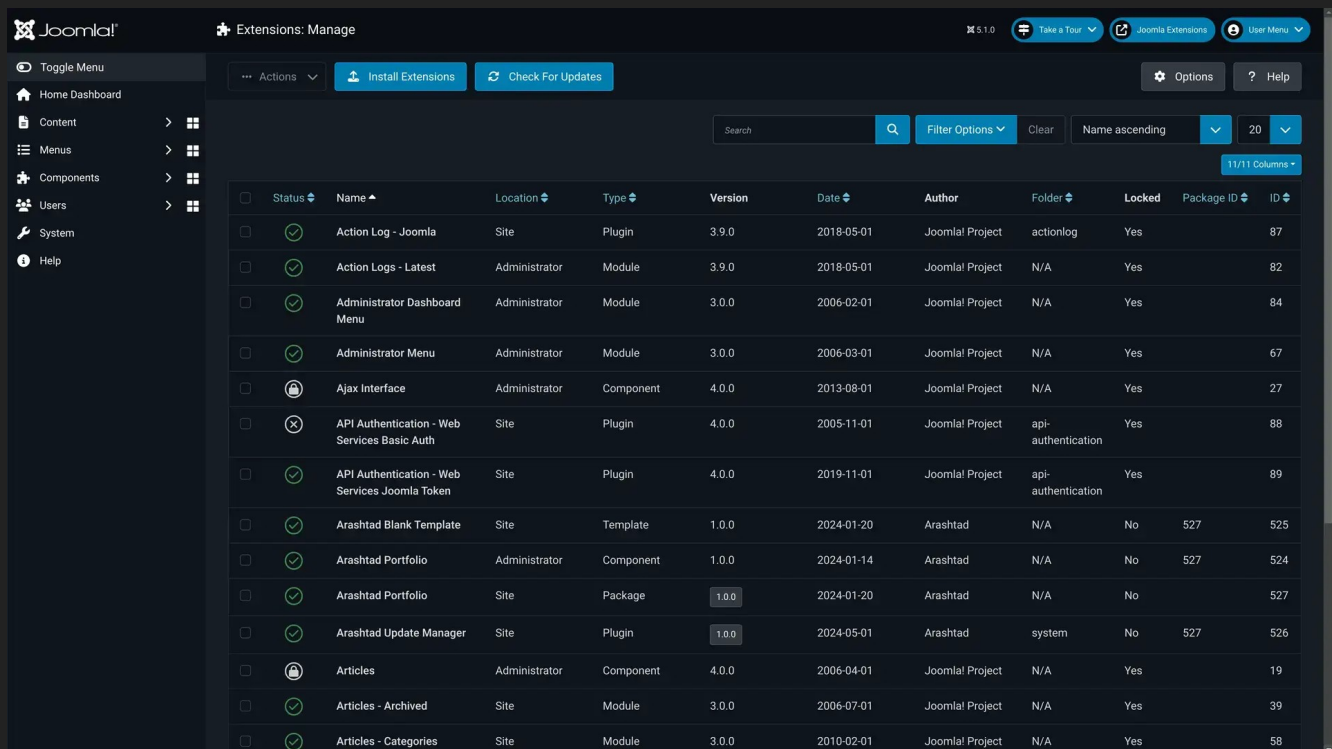 Joomla!®
Extensions: Manage
5.1.0
Take a Tour
Joomla Extensions
User Menu
Toggle Menu
Home Dashboard
Content
Menus
Components
Users
System
Help
Actions
Install Extensions
Check For Updates
Options
? Help
Search
Filter Options
Clear
Name ascending
20
11/11 Columns
Status Name Location Type Version Date Author Folder Locked Package ID ID
Action Log - Joomla Site Plugin 3.9.0 2018-05-01 Joomla! Project actionlog Yes 87
Action Logs - Latest Administrator Module 3.9.0 2018-05-01 Joomla! Project N/A Yes 82
Administrator Dashboard Administrator Module 3.0.0 2006-02-01 Joomla! Project N/A Yes 84
Menu
Administrator Menu Administrator Module 3.0.0 2006-03-01 Joomla! Project N/A Yes 67
Ajax Interface Administrator Component 4.0.0 2013-08-01 Joomla! Project N/A Yes 27
API Authentication - Web Site Plugin 4.0.0 2005-11-01 Joomla! Project api- Yes 88
Services Basic Auth authentication
API Authentication - Web Site Plugin 4.0.0 2019-11-01 Joomla! Project api- Yes 89
Services Joomla Token authentication
Arashtad Blank Template Site Template 1.0.0 2024-01-20 Arashtad N/A No 527 525
Arashtad Portfolio Administrator Component 1.0.0 2024-01-14 Arashtad N/A No 527 524
Arashtad Portfolio Site Package 1.0.0 2024-01-20 Arashtad N/A No 527
Arashtad Update Manager Site Plugin 1.0.0 2024-05-01 Arashtad system No 527 526
Articles Administrator Component 4.0.0 2006-04-01 Joomla! Project N/A Yes 19
Articles - Archived Site Module 3.0.0 2006-07-01 Joomla! Project N/A Yes 39
Articles - Categories Site Module 3.0.0 2010-02-01 Joomla! Project N/A Yes 58